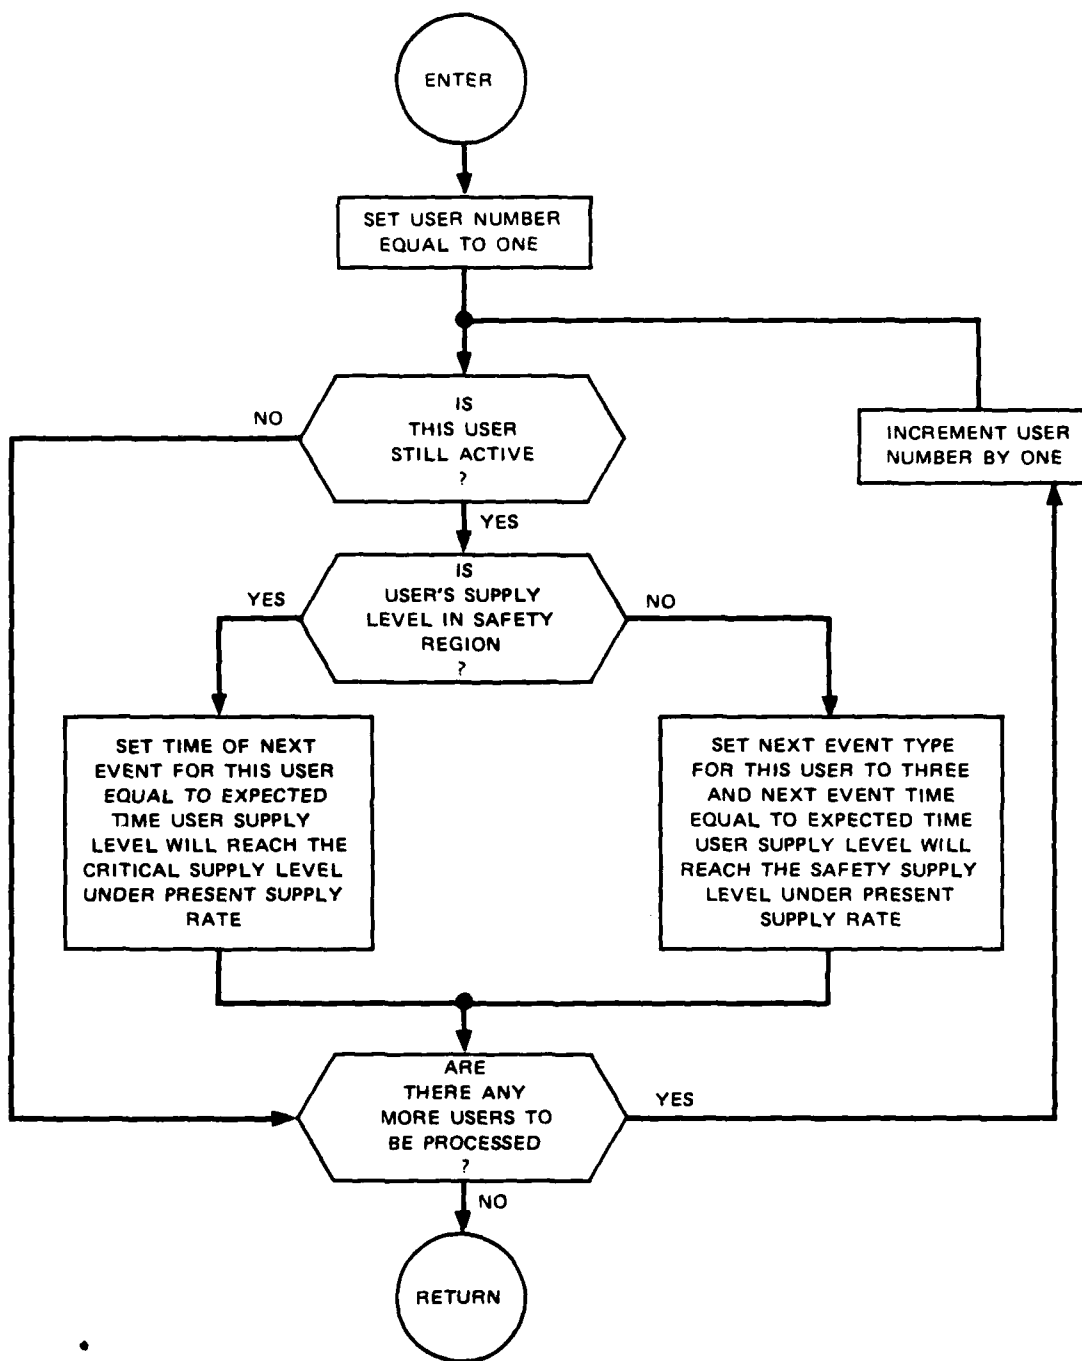 ENTER
SET USER NUMBER
EQUAL TO ONE
IS
THIS USER
STILL ACTIVE
?
NO
YES
INCREMENT USER
NUMBER BY ONE
IS
USER'S SUPPLY
LEVEL IN SAFETY
REGION
?
YES
NO
SET TIME OF NEXT
EVENT FOR THIS USER
EQUAL TO EXPECTED
TIME USER SUPPLY
LEVEL WILL REACH THE
CRITICAL SUPPLY LEVEL
UNDER PRESENT SUPPLY
RATE
SET NEXT EVENT TYPE
FOR THIS USER TO THREE
AND NEXT EVENT TIME
EQUAL TO EXPECTED TIME
USER SUPPLY LEVEL WILL
REACH THE SAFETY SUPPLY
LEVEL UNDER PRESENT
SUPPLY RATE
ARE
THERE ANY
MORE USERS TO
BE PROCESSED
?
YES
NO
RETURN